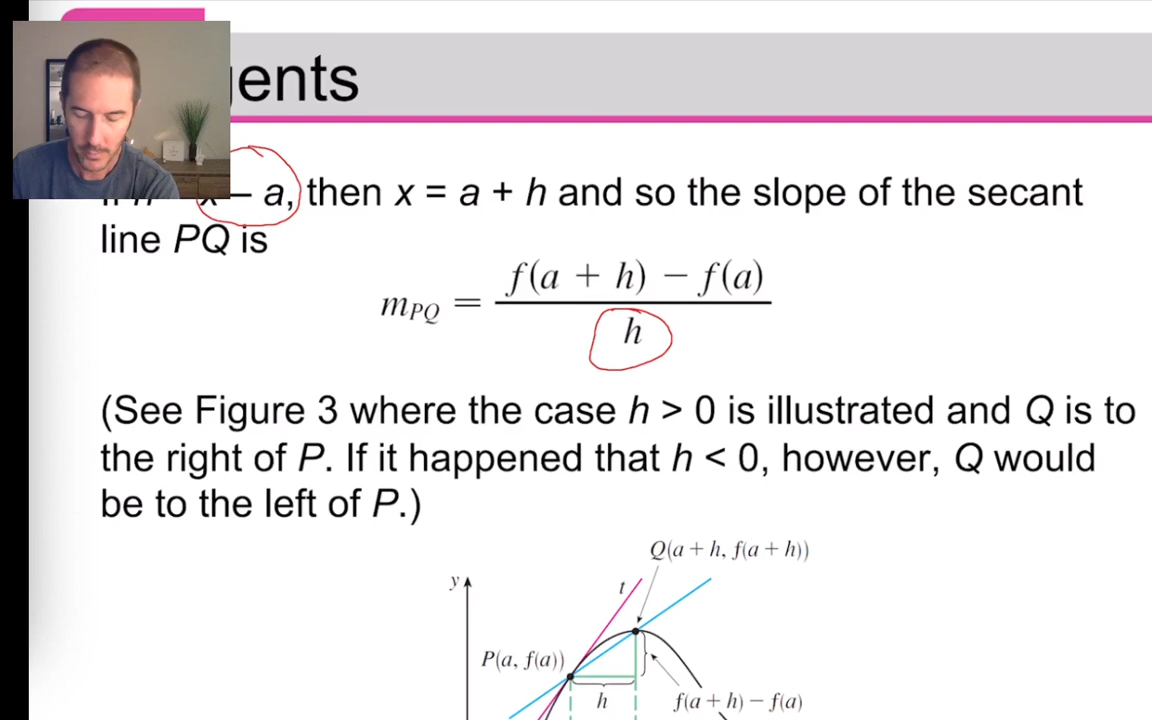 ents
– a, then x = a + h and so the slope of the secant
line PQ is
m_PQ = (f(a + h) − f(a)) / h
(See Figure 3 where the case h > 0 is illustrated and Q is to
the right of P. If it happened that h < 0, however, Q would
be to the left of P.)
Q(a + h, f(a + h))
y
t
P(a, f(a))
h
f(a + h) − f(a)